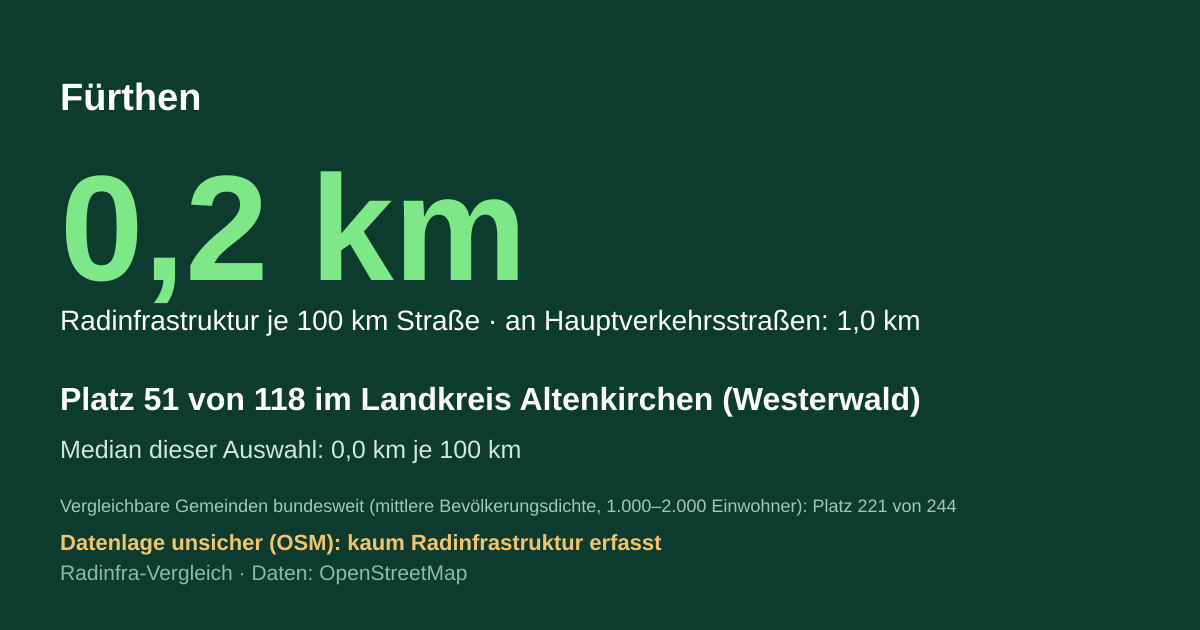 Fürthen
0,2 km
Radinfrastruktur je 100 km Straße · an Hauptverkehrsstraßen: 1,0 km
Platz 51 von 118 im Landkreis Altenkirchen (Westerwald)
Median dieser Auswahl: 0,0 km je 100 km
Vergleichbare Gemeinden bundesweit (mittlere Bevölkerungsdichte, 1.000–2.000 Einwohner): Platz 221 von 244
Datenlage unsicher (OSM): kaum Radinfrastruktur erfasst
Radinfra-Vergleich · Daten: OpenStreetMap